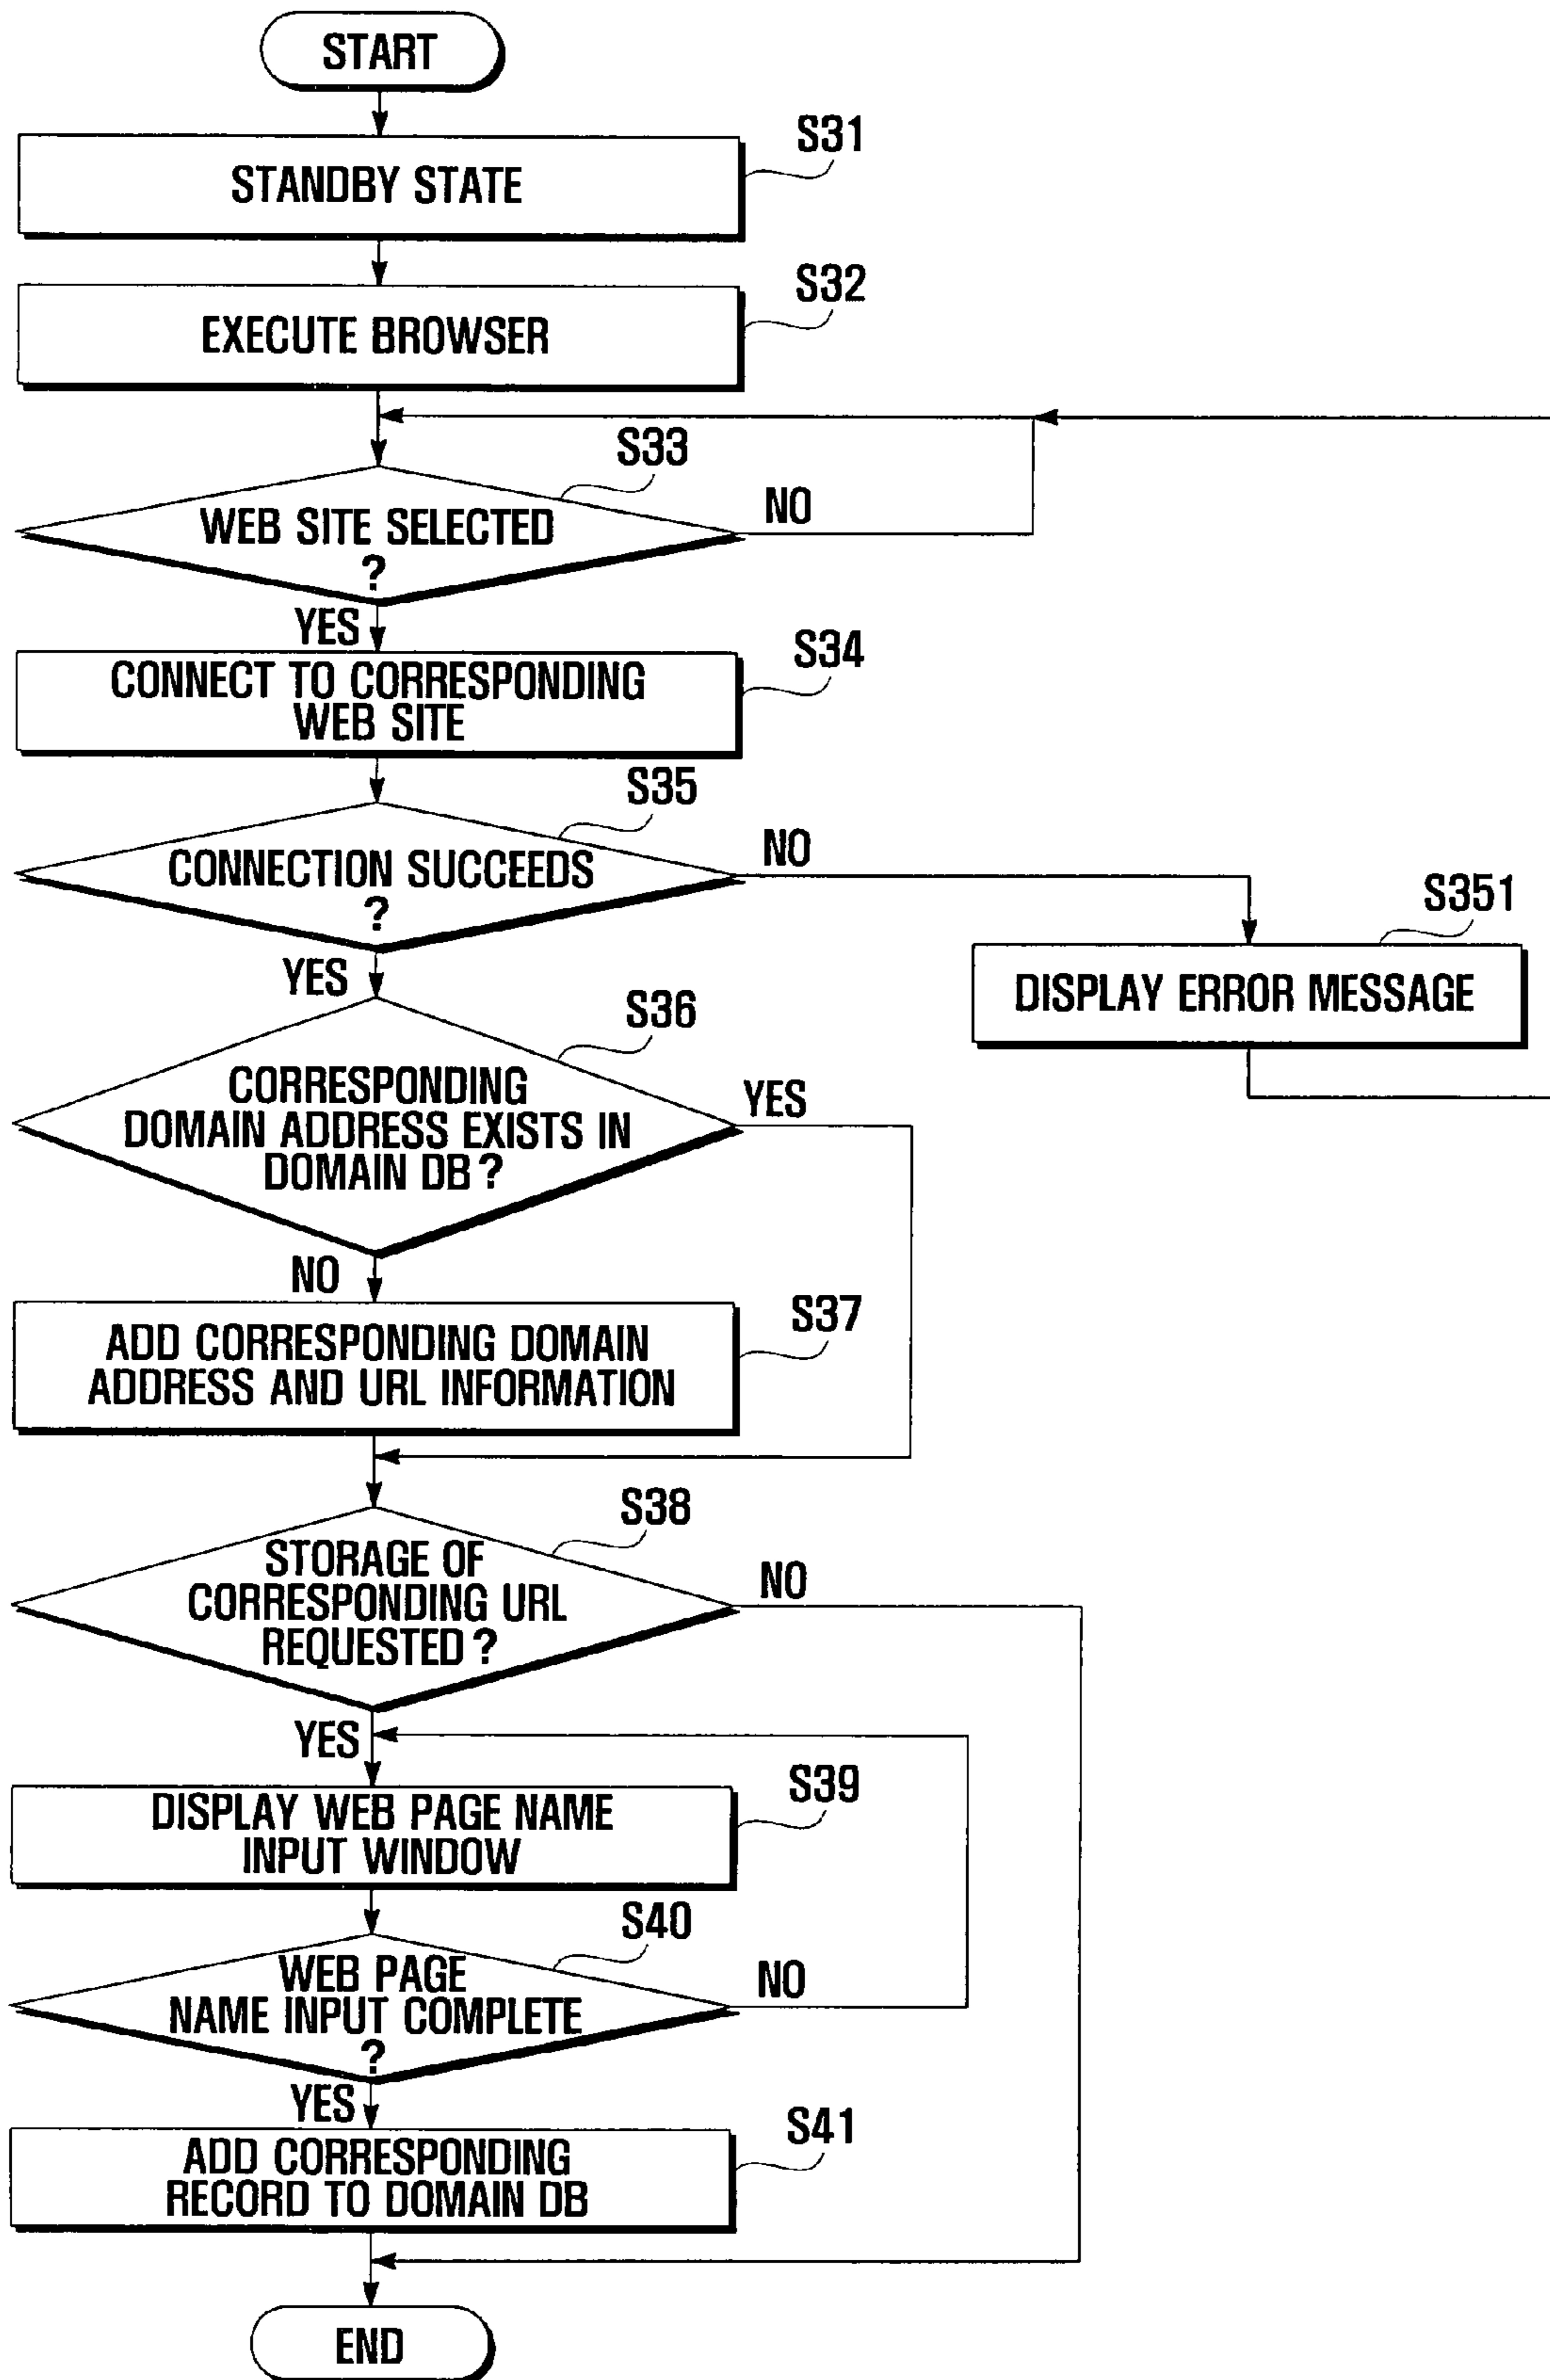 START
S31
STANDBY STATE
S32
EXECUTE BROWSER
S33
WEB SITE SELECTED
?
NO
YES
S34
CONNECT TO CORRESPONDING
WEB SITE
S35
CONNECTION SUCCEEDS
?
NO
S351
DISPLAY ERROR MESSAGE
YES
S36
CORRESPONDING
DOMAIN ADDRESS EXISTS IN
DOMAIN DB ?
YES
NO
S37
ADD CORRESPONDING DOMAIN
ADDRESS AND URL INFORMATION
S38
STORAGE OF
CORRESPONDING URL
REQUESTED ?
NO
YES
S39
DISPLAY WEB PAGE NAME
INPUT WINDOW
S40
WEB PAGE
NAME INPUT COMPLETE
?
NO
YES
S41
ADD CORRESPONDING
RECORD TO DOMAIN DB
END